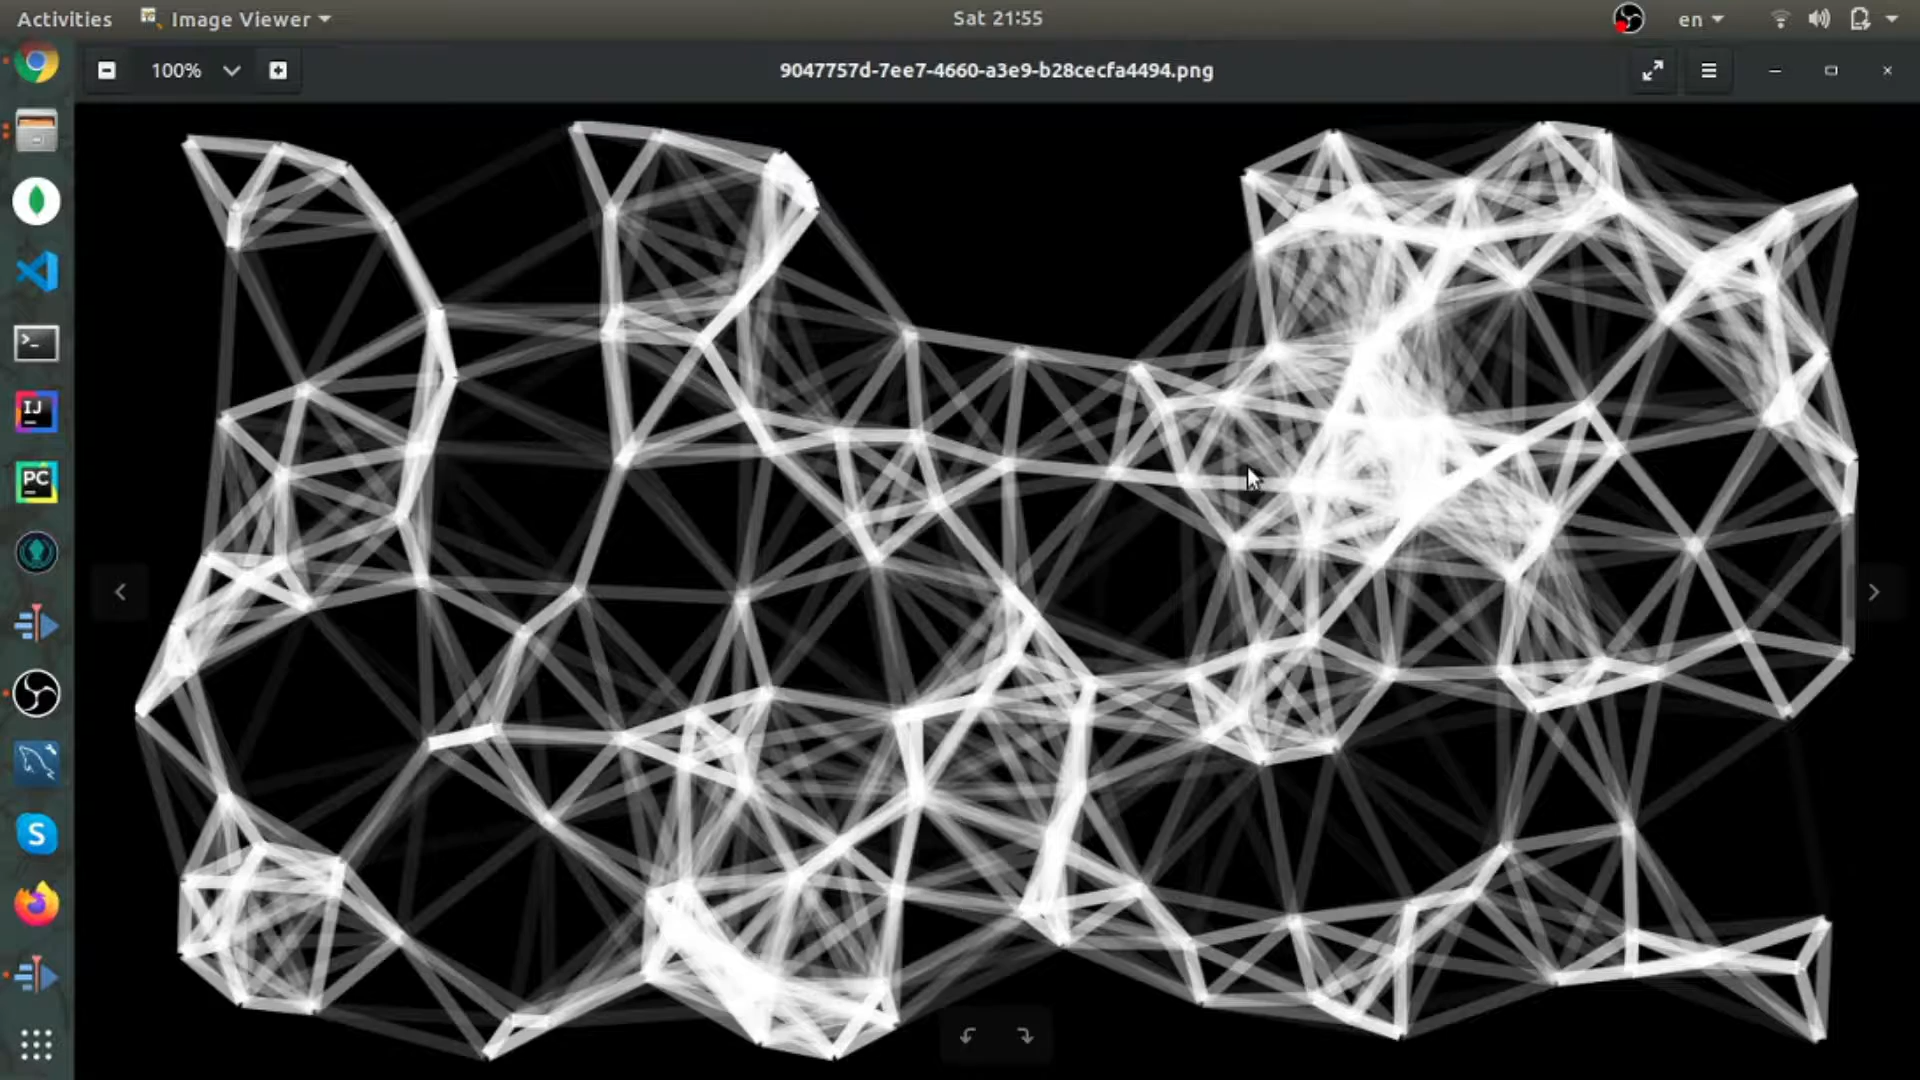 Activities
Image Viewer
Sat 21:55
en
100%
9047757d-7ee7-4660-a3e9-b28cecfa4494.png
>_
IJ
PC
S